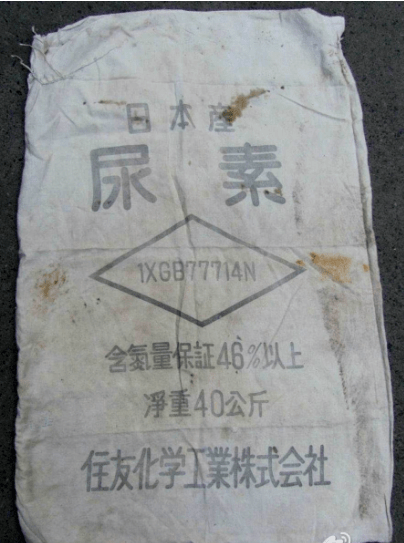 日本産
尿素
1XGB77714N
含氮量保証46%以上
淨重40公斤
住友化学工業株式会社